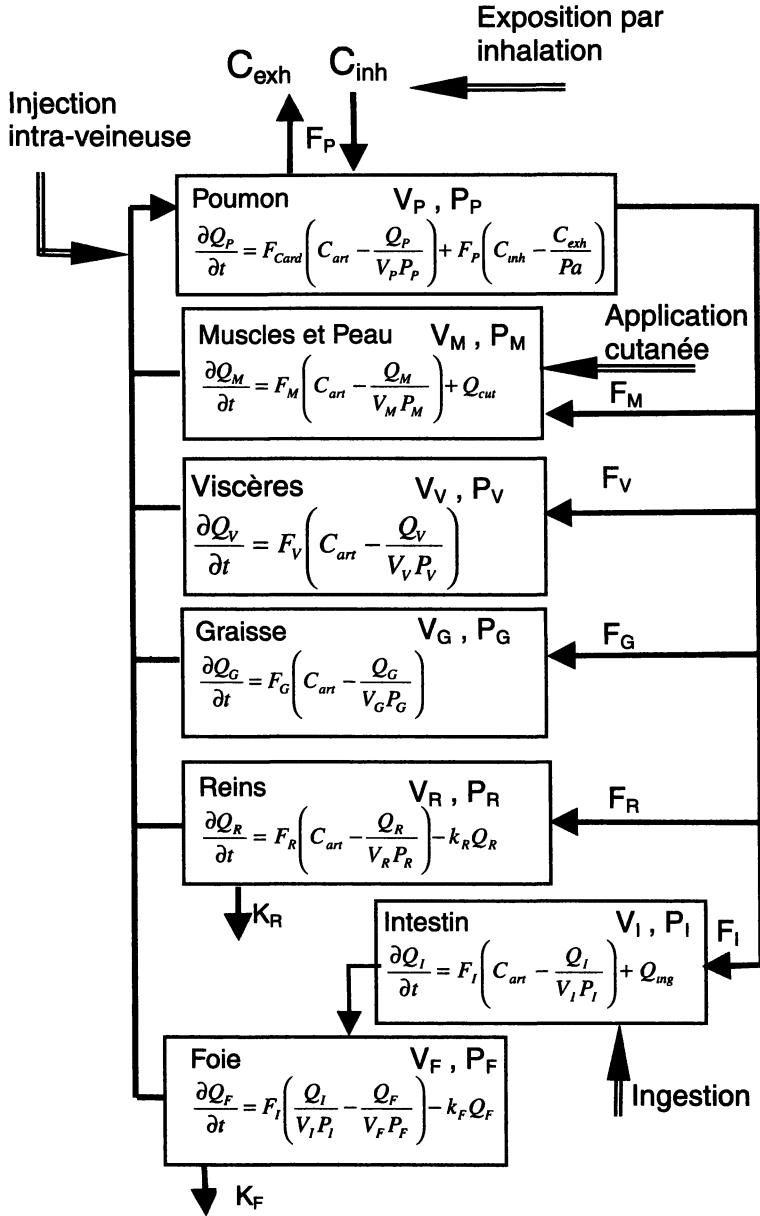 Exposition par
inhalation
C_exh C_inh
Injection
intra-veineuse
F_P
Poumon V_P , P_P
∂Q_P/∂t = F_Card (C_art − Q_P/(V_P P_P)) + F_P (C_inh − C_exh/Pa)
Muscles et Peau V_M , P_M
Application
cutanée
∂Q_M/∂t = F_M (C_art − Q_M/(V_M P_M)) + Q_cut
F_M
Viscères V_V , P_V
F_V
∂Q_V/∂t = F_V (C_art − Q_V/(V_V P_V))
Graisse V_G , P_G
F_G
∂Q_G/∂t = F_G (C_art − Q_G/(V_G P_G))
Reins V_R , P_R
F_R
∂Q_R/∂t = F_R (C_art − Q_R/(V_R P_R)) − k_R Q_R
K_R
Intestin V_I , P_I
F_I
∂Q_I/∂t = F_I (C_art − Q_I/(V_I P_I)) + Q_ing
Foie V_F , P_F
Ingestion
∂Q_F/∂t = F_I (Q_I/(V_I P_I) − Q_F/(V_F P_F)) − k_F Q_F
K_F